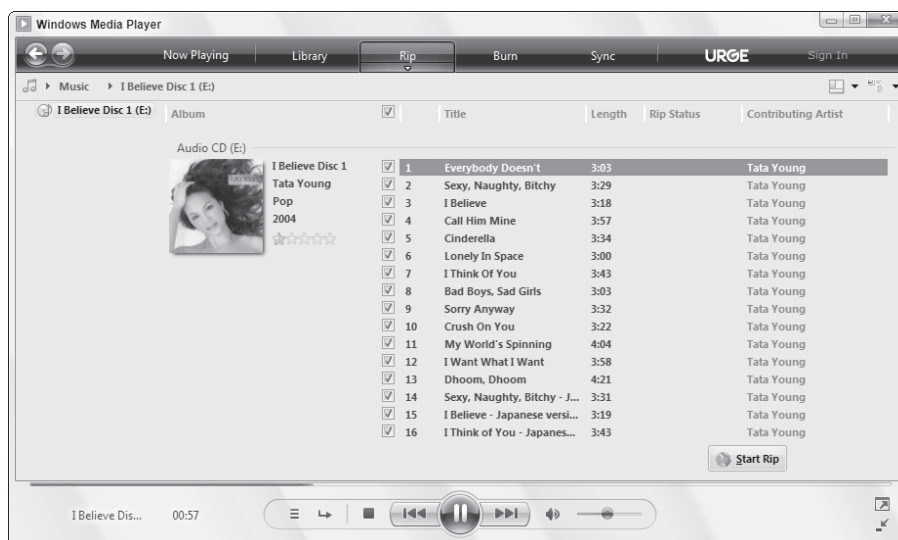 Windows Media Player
Now Playing Library Rip Burn Sync URGE Sign In
Music I Believe Disc 1 (E:)
I Believe Disc 1 (E:) Album Title Length Rip Status Contributing Artist
Audio CD (E:)
I Believe Disc 1
Tata Young
Pop
2004
1 Everybody Doesn't 3:03 Tata Young
2 Sexy, Naughty, Bitchy 3:29 Tata Young
3 I Believe 3:18 Tata Young
4 Call Him Mine 3:57 Tata Young
5 Cinderella 3:34 Tata Young
6 Lonely In Space 3:00 Tata Young
7 I Think Of You 3:43 Tata Young
8 Bad Boys, Sad Girls 3:03 Tata Young
9 Sorry Anyway 3:32 Tata Young
10 Crush On You 3:22 Tata Young
11 My World's Spinning 4:04 Tata Young
12 I Want What I Want 3:58 Tata Young
13 Dhoom, Dhoom 4:21 Tata Young
14 Sexy, Naughty, Bitchy - J... 3:31 Tata Young
15 I Believe - Japanese versi... 3:19 Tata Young
16 I Think of You - Japanes... 3:43 Tata Young
Start Rip
I Believe Dis... 00:57